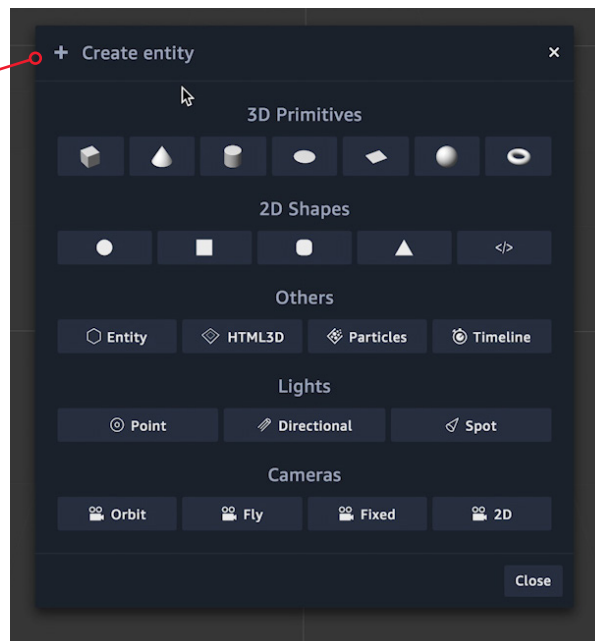 + Create entity ×
3D Primitives
2D Shapes
</>
Others
Entity HTML3D Particles Timeline
Lights
Point Directional Spot
Cameras
Orbit Fly Fixed 2D
Close